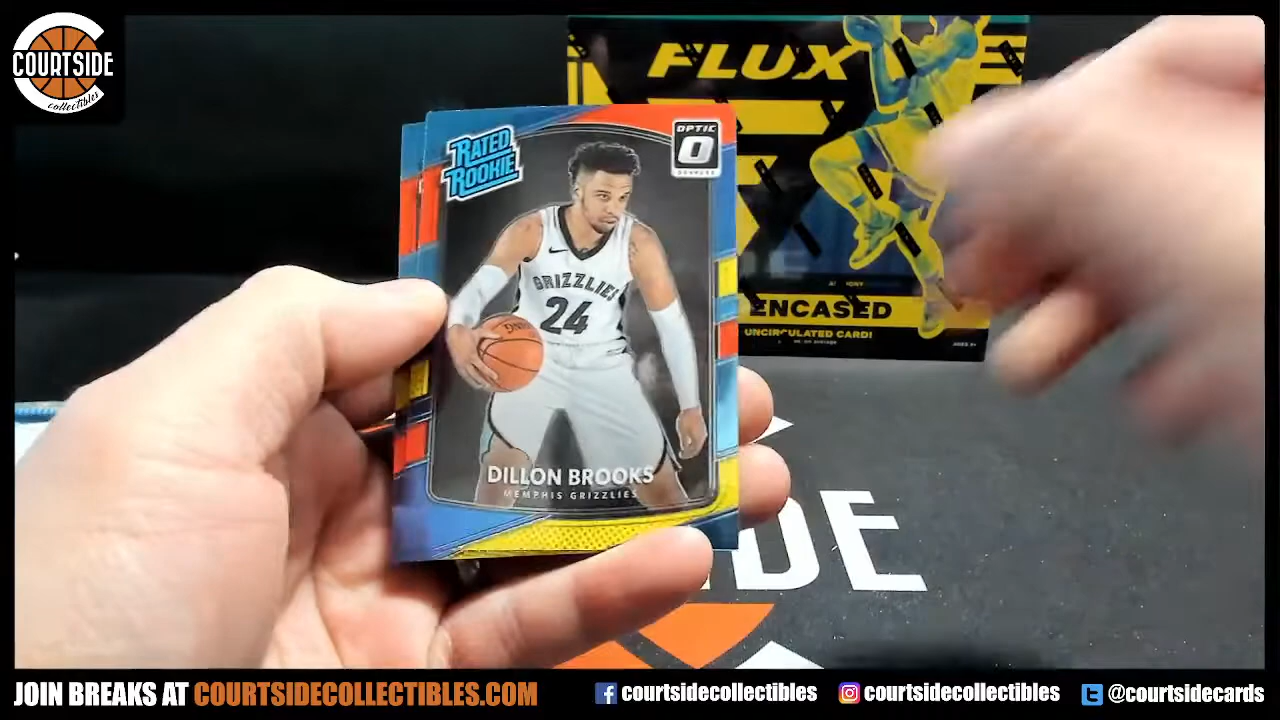 COURTSIDE
collectibles
FLUX
RATED
ROOKIE
OPTIC
O
DONRUSS
GRIZZLIES
24
DILLON BROOKS
MEMPHIS GRIZZLIES
ENCASED
UNCIRCULATED CARD!
DE
JOIN BREAKS AT COURTSIDECOLLECTIBLES.COM
courtsidecollectibles
courtsidecollectibles
@courtsidecards